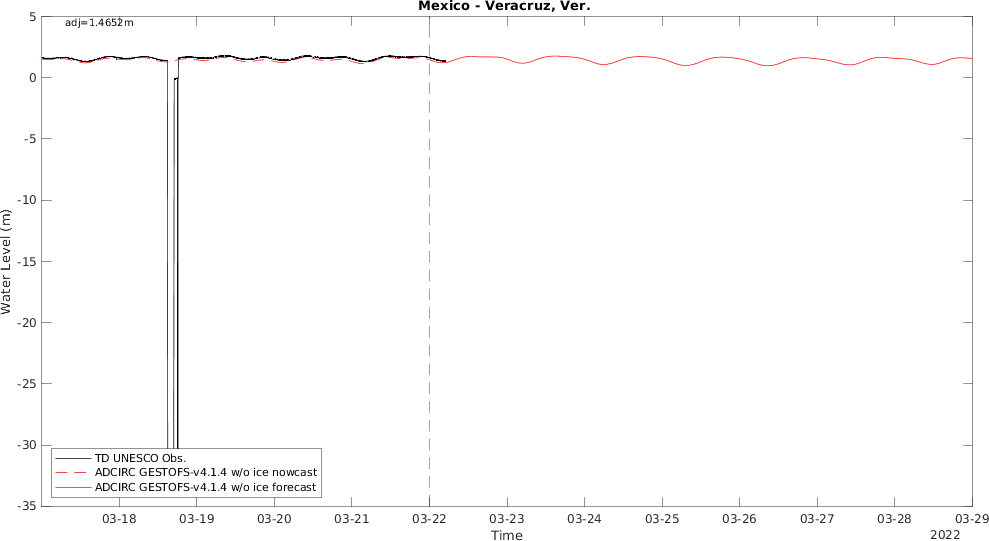 Mexico - Veracruz, Ver.
adj=1.4652m
5
0
-5
-10
-15
-20
-25
-30
-35
Water Level (m)
TD UNESCO Obs.
ADCIRC GESTOFS-v4.1.4 w/o ice nowcast
ADCIRC GESTOFS-v4.1.4 w/o ice forecast
03-18 03-19 03-20 03-21 03-22 03-23 03-24 03-25 03-26 03-27 03-28 03-29
Time
2022